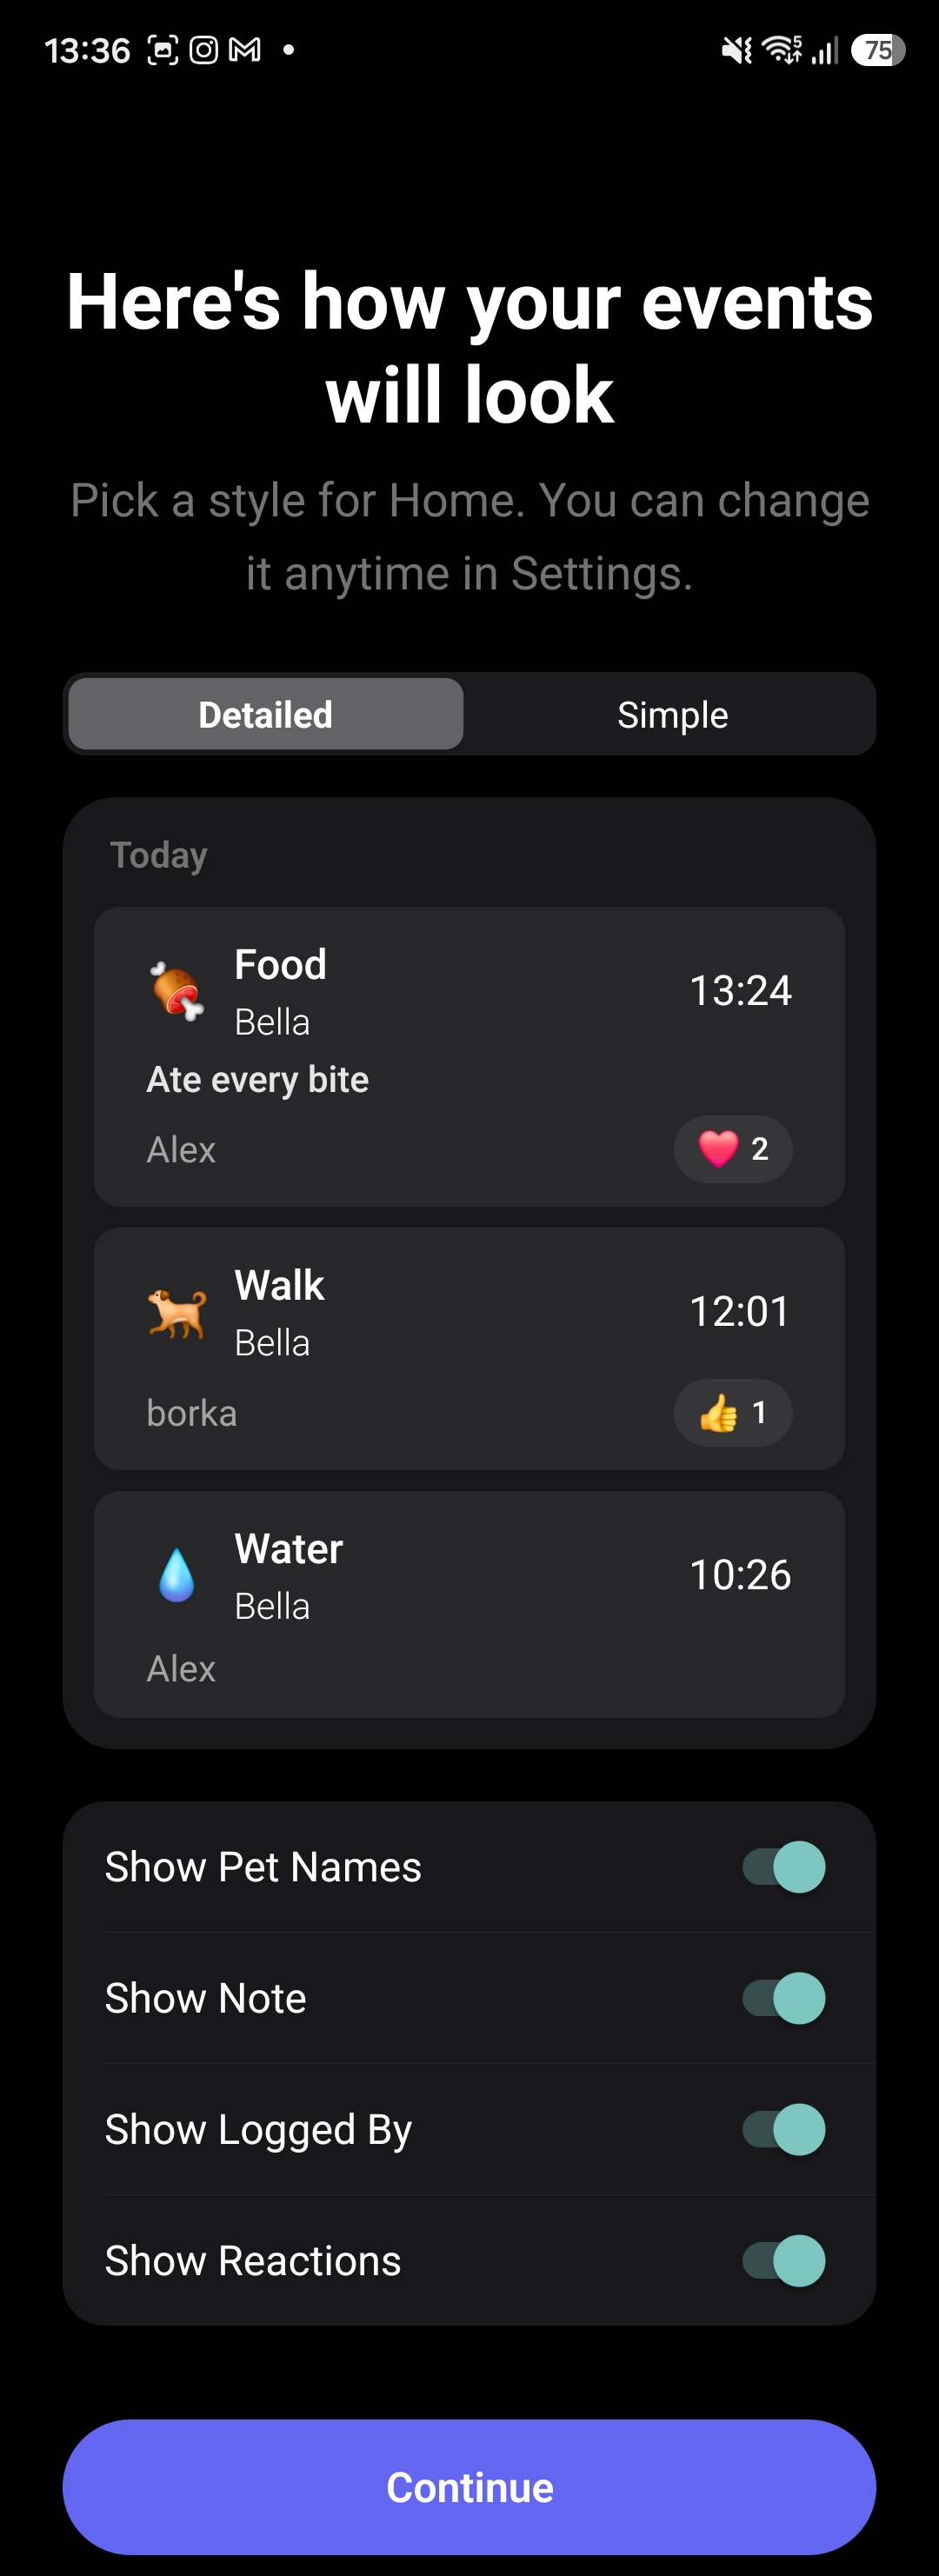 13:36
5
75
Here's how your events
will look
Pick a style for Home. You can change
it anytime in Settings.
Detailed Simple
Today
Food
Bella
13:24
Ate every bite
Alex
2
Walk
Bella
12:01
borka
1
Water
Bella
10:26
Alex
Show Pet Names
Show Note
Show Logged By
Show Reactions
Continue